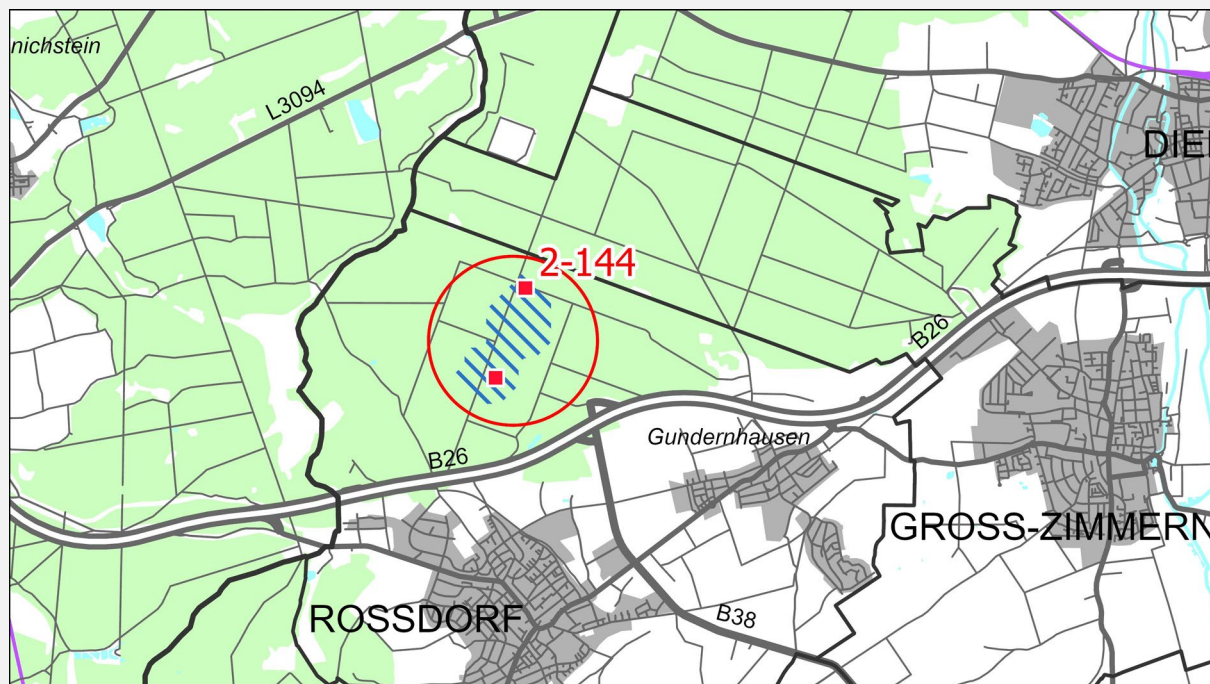 nichstein
L3094
DIE
2-144
B26
Gundernhausen
B26
GROSS-ZIMMERN
ROSSDORF
B38